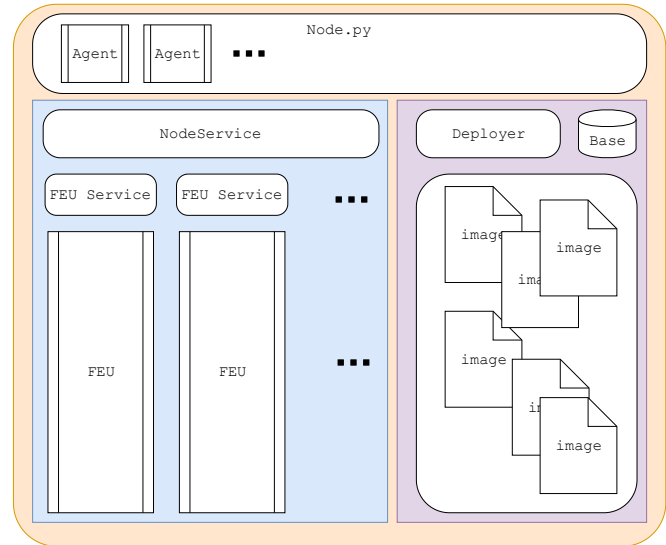 Node.py
Agent
Agent
NodeService
Deployer
Base
FEU Service
FEU Service
image
image
image
image
image
FEU
FEU